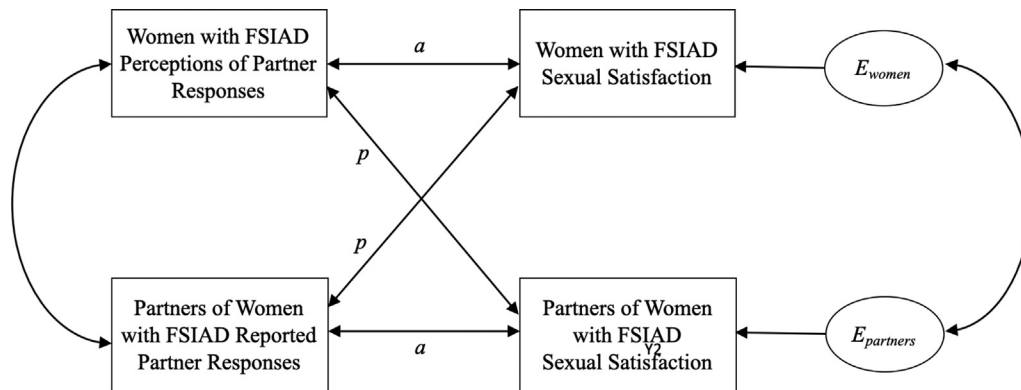 Women with FSIAD
Perceptions of Partner
Responses
a
Women with FSIAD
Sexual Satisfaction
E women
p
p
Partners of Women
with FSIAD Reported
Partner Responses
a
Partners of Women
with FSIAD
Y2
Sexual Satisfaction
E partners